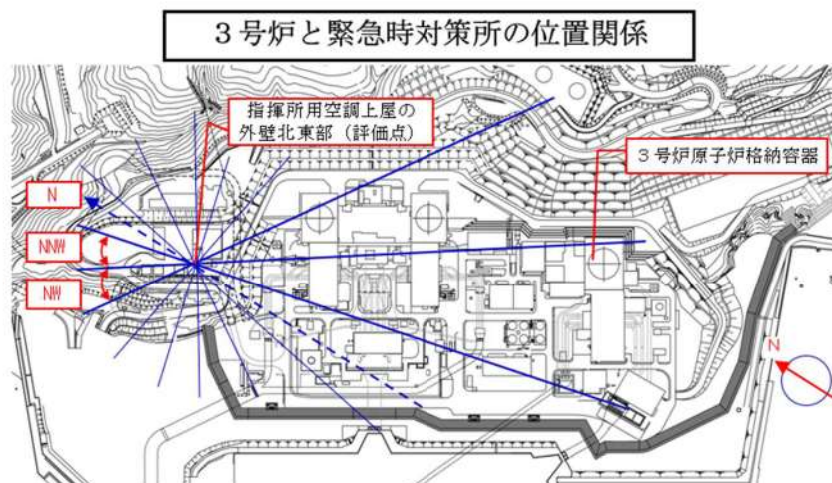 3号炉と緊急時対策所の位置関係
指揮所用空調上屋の
外壁北東部（評価点）
3号炉原子炉格納容器
N
NNW
NW
N